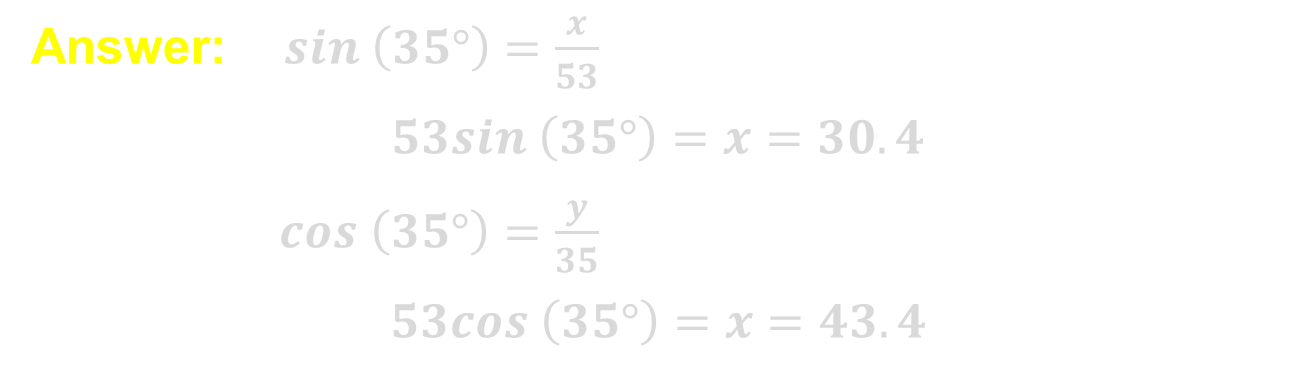 Answer: sin (35°) = x/53
53sin (35°) = x = 30.4
cos (35°) = y/35
53cos (35°) = x = 43.4